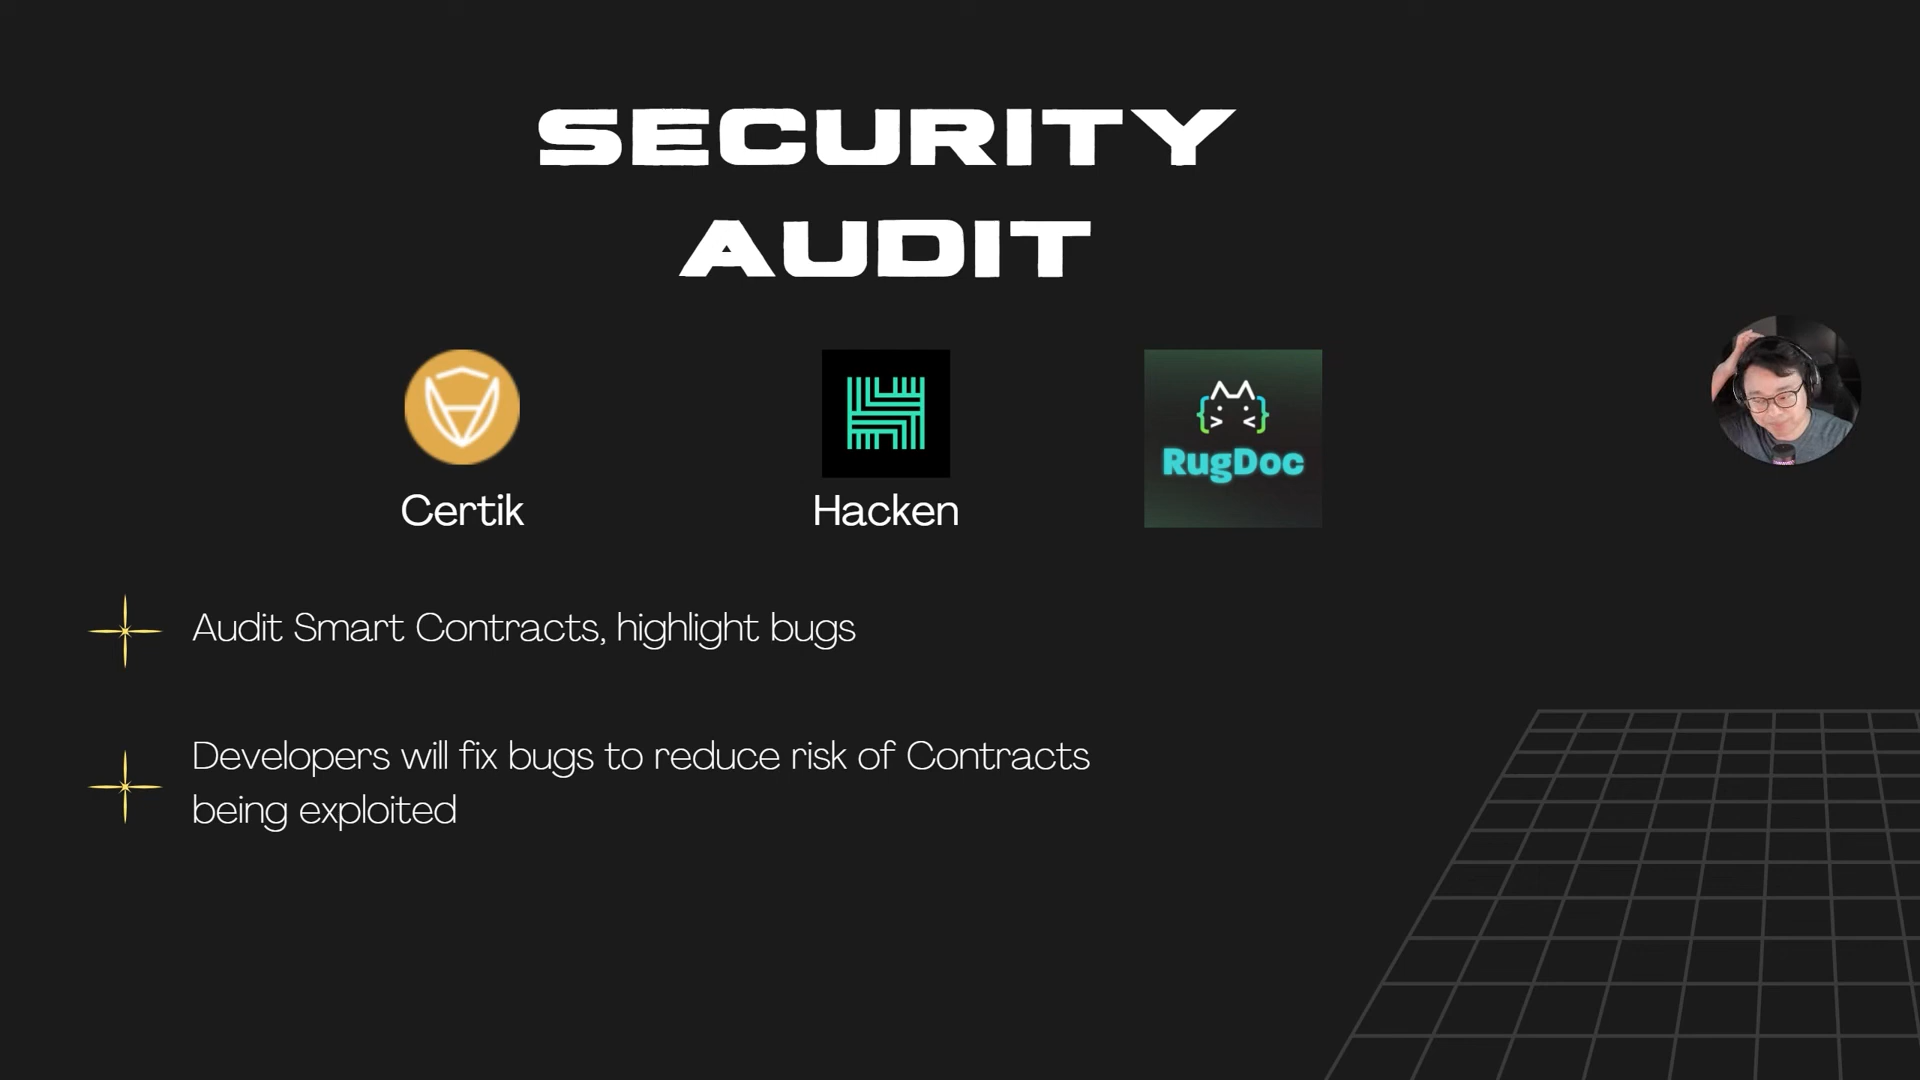 SECURITY
AUDIT
Certik
Hacken
RugDoc
Audit Smart Contracts, highlight bugs
Developers will fix bugs to reduce risk of Contracts
being exploited